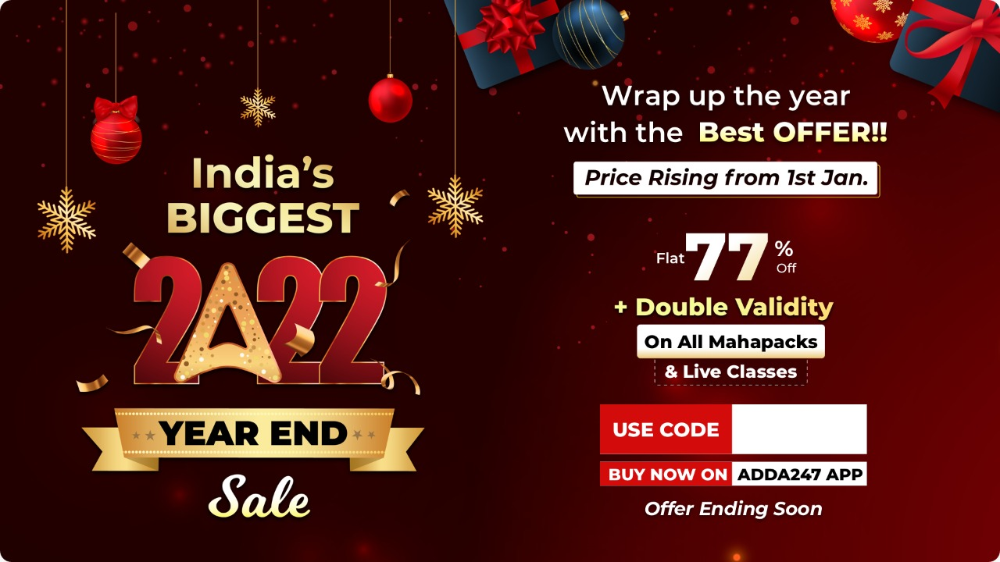 India's
BIGGEST
2A22
YEAR END
Sale
Wrap up the year
with the Best OFFER!!
Price Rising from 1st Jan.
Flat 77 % Off
+ Double Validity
On All Mahapacks
& Live Classes
USE CODE
BUY NOW ON ADDA247 APP
Offer Ending Soon